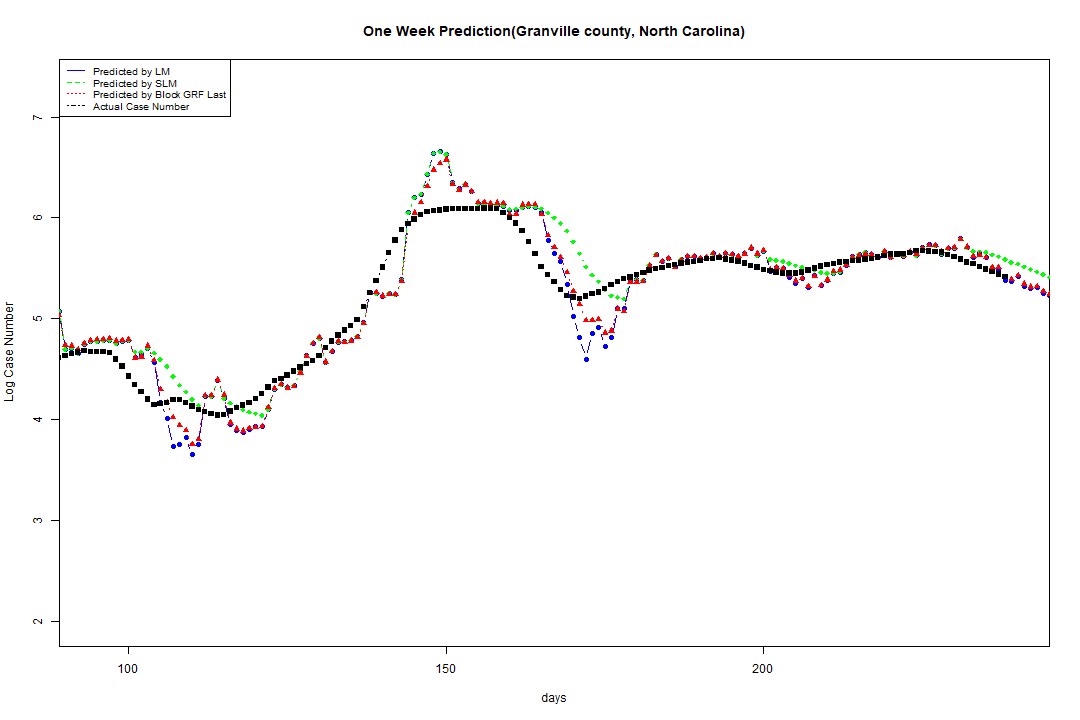 One Week Prediction(Granville county, North Carolina)
Predicted by LM
Predicted by SLM
Predicted by Block GRF Last
Actual Case Number
7
6
5
4
3
2
Log Case Number
100 150 200
days